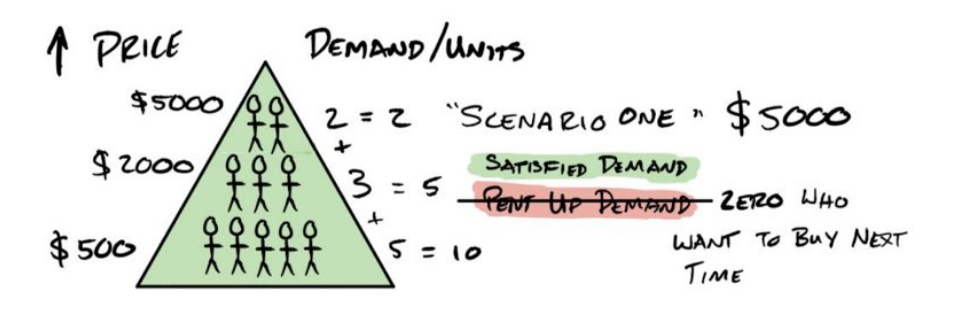 ↑ PRICE DEMAND/UNITS
$5000 2 = 2 "SCENARIO ONE" $5000
+
SATISFIED DEMAND
$2000 3 = 5 PENT UP DEMAND ZERO WHO
+
WANT TO BUY NEXT
$500 5 = 10
TIME